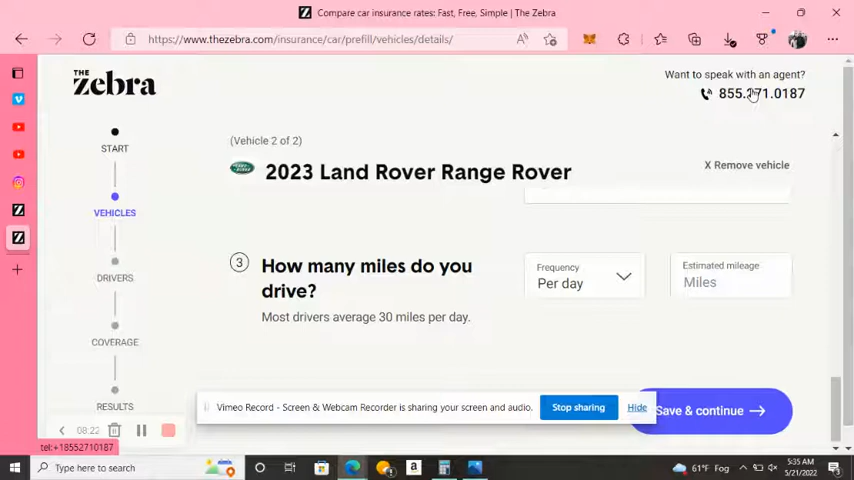 Compare car insurance rates: Fast, Free, Simple | The Zebra
https://www.thezebra.com/insurance/car/prefill/vehicles/details/
THE
zebra
Want to speak with an agent?
855.271.0187
START
VEHICLES
DRIVERS
COVERAGE
RESULTS
(Vehicle 2 of 2)
2023 Land Rover Range Rover
X Remove vehicle
3
How many miles do you
drive?
Most drivers average 30 miles per day.
Frequency
Per day
Estimated mileage
Miles
Vimeo Record - Screen & Webcam Recorder is sharing your screen and audio.
Stop sharing
Hide
Save & continue
08:22
tel:+18552710187
Type here to search
61°F Fog
5:35 AM
5/21/2022